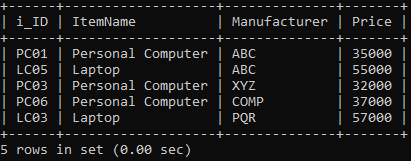 +------+-------------------+--------------+-------+
| i_ID | ItemName          | Manufacturer | Price |
+------+-------------------+--------------+-------+
| PC01 | Personal Computer | ABC          | 35000 |
| LC05 | Laptop            | ABC          | 55000 |
| PC03 | Personal Computer | XYZ          | 32000 |
| PC06 | Personal Computer | COMP         | 37000 |
| LC03 | Laptop            | PQR          | 57000 |
+------+-------------------+--------------+-------+
5 rows in set (0.00 sec)